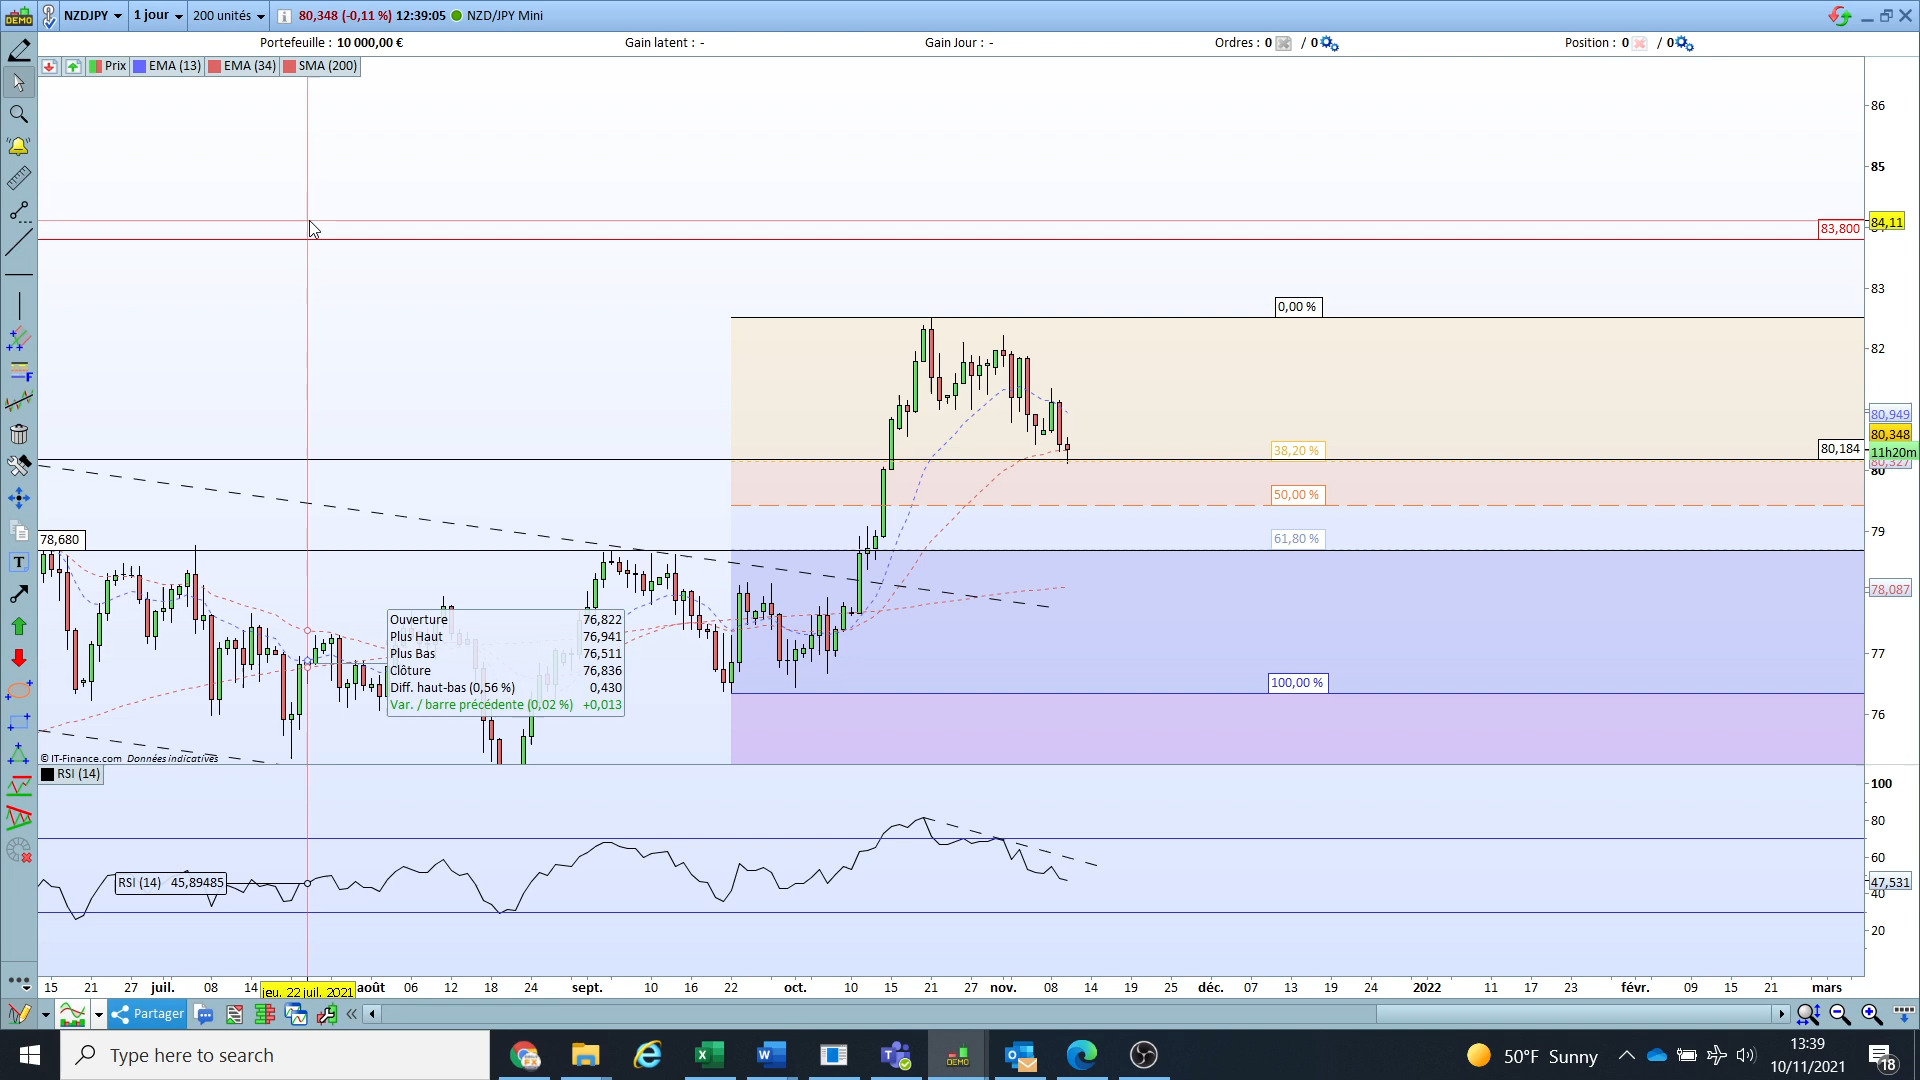 DEMO NZDJPY 1 jour 200 unités 80,348 (-0,11 %) 12:39:05 NZD/JPY Mini
Portefeuille : 10 000,00 € Gain latent : - Gain Jour : - Ordres : 0 / 0 Position : 0 / 0
Prix EMA (13) EMA (34) SMA (200)
86
85
84,11
83,800
83
0,00 %
82
80,949
80,348
38,20 %
80,184
11h20m
80,327
80
50,00 %
79
78,680
61,80 %
78,087
Ouverture 76,822
Plus Haut 76,941
Plus Bas 76,511
Clôture 76,836
Diff. haut-bas (0,56 %) 0,430
Var. / barre précédente (0,02 %) +0,013
77
100,00 %
76
© IT-Finance.com Données indicatives
RSI (14)
100
80
60
RSI (14) 45,89485
47,531
40
20
15 21 27 juil. 08 14 jeu. 22 juil. 2021 août 06 12 18 24 sept. 10 16 22 oct. 10 15 21 nov. 08 14 19 25 déc. 07 13 19 24 2022 11 17 23 févr. 09 15 21 mars
Partager
Type here to search
DEMO
50°F Sunny
13:39
10/11/2021
18